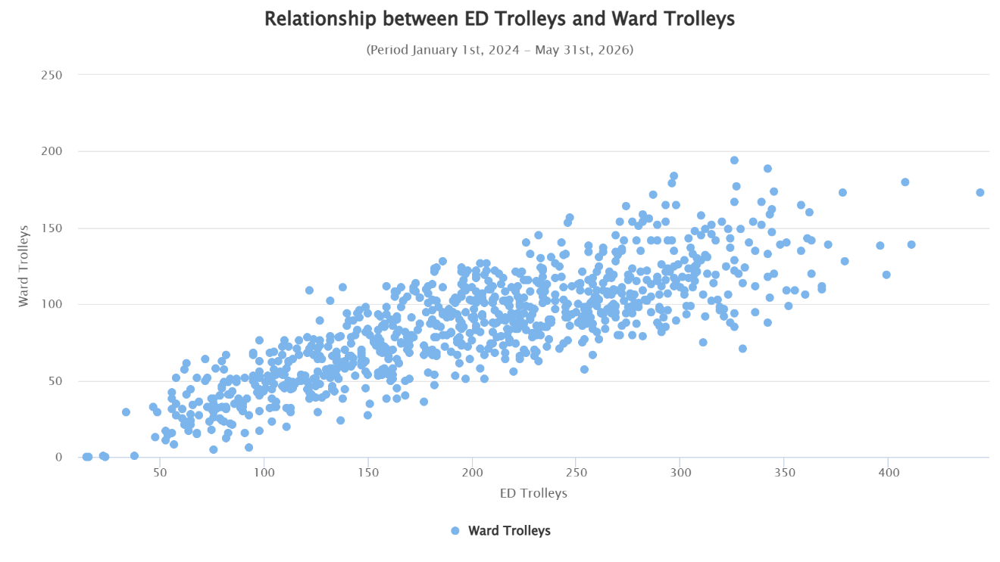 Relationship between ED Trolleys and Ward Trolleys
(Period January 1st, 2024 – May 31st, 2026)
250
200
150
100
50
0
Ward Trolleys
50 100 150 200 250 300 350 400
ED Trolleys
Ward Trolleys